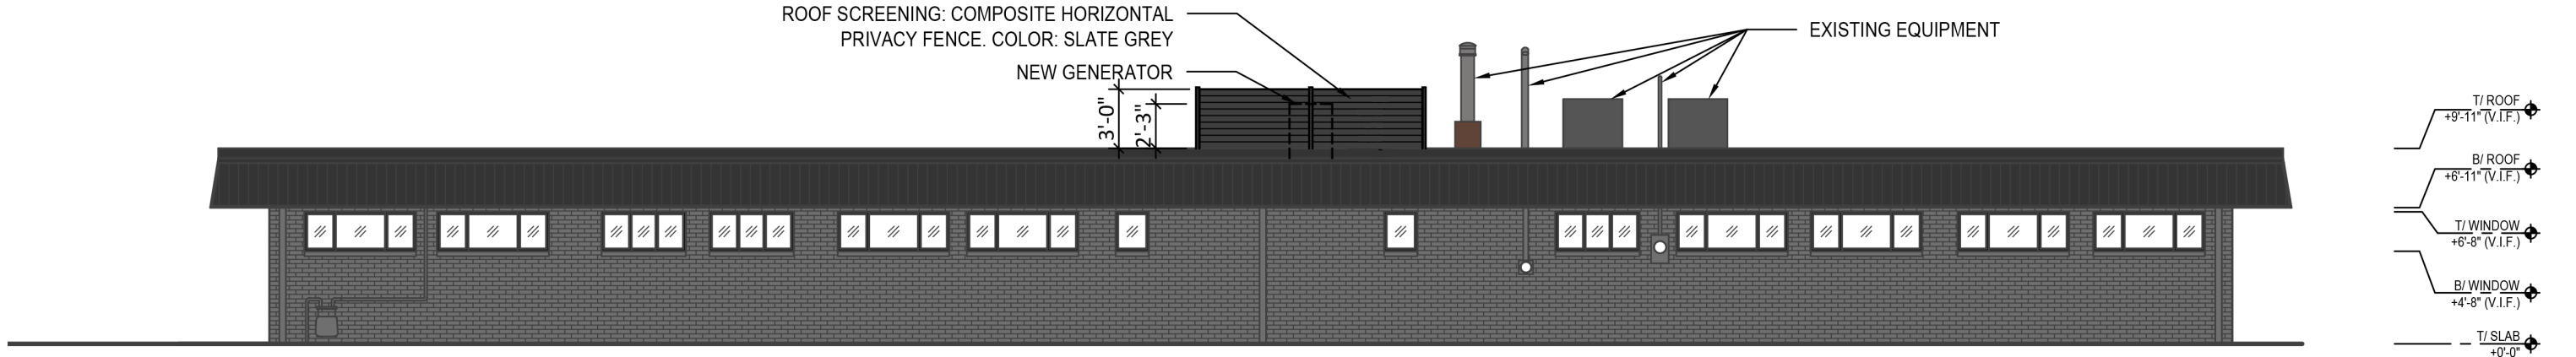 ROOF SCREENING: COMPOSITE HORIZONTAL
PRIVACY FENCE. COLOR: SLATE GREY
EXISTING EQUIPMENT
NEW GENERATOR
3'-0"
2'-3"
T/ ROOF
+9'-11" (V.I.F.)
B/ ROOF
+6'-11" (V.I.F.)
T/ WINDOW
+6'-8" (V.I.F.)
B/ WINDOW
+4'-8" (V.I.F.)
T/ SLAB
+0'-0"